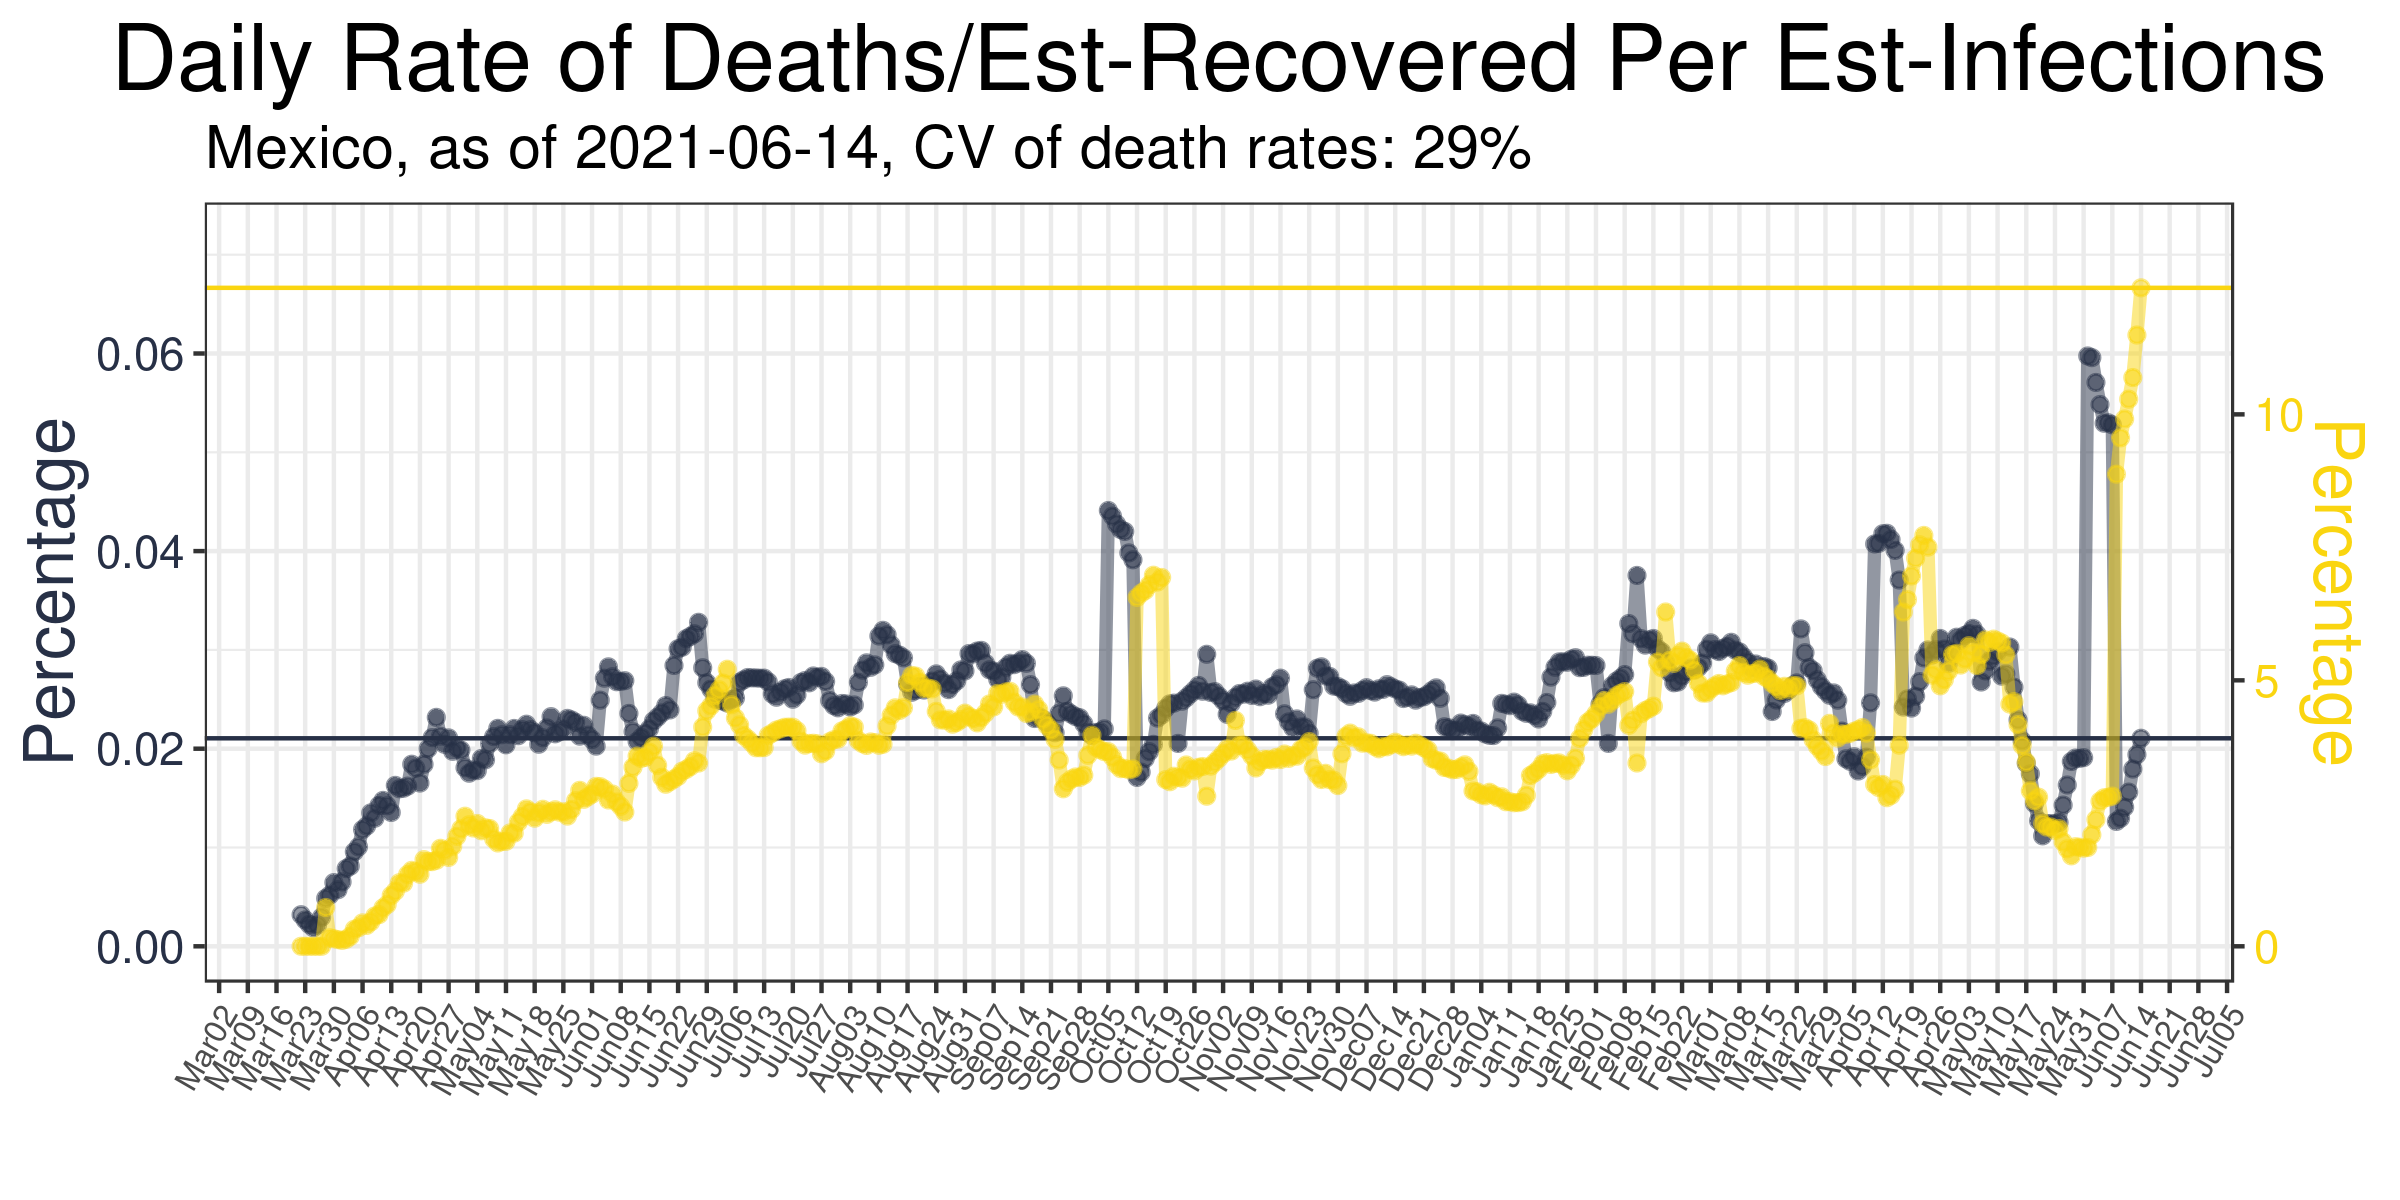 Daily Rate of Deaths/Est-Recovered Per Est-Infections
Mexico, as of 2021-06-14, CV of death rates: 29%
Percentage
0.06
0.04
0.02
0.00
10
5
0
Percentage
Mar02
Mar09
Mar16
Mar23
Mar30
Apr06
Apr13
Apr20
Apr27
May04
May11
May18
May25
Jun01
Jun08
Jun15
Jun22
Jun29
Jul06
Jul13
Jul20
Jul27
Aug03
Aug10
Aug17
Aug24
Aug31
Sep07
Sep14
Sep21
Sep28
Oct05
Oct12
Oct19
Oct26
Nov02
Nov09
Nov16
Nov23
Nov30
Dec07
Dec14
Dec21
Dec28
Jan04
Jan11
Jan18
Jan25
Feb01
Feb08
Feb15
Feb22
Mar01
Mar08
Mar15
Mar22
Mar29
Apr05
Apr12
Apr19
Apr26
May03
May10
May17
May24
May31
Jun07
Jun14
Jun21
Jun28
Jul05